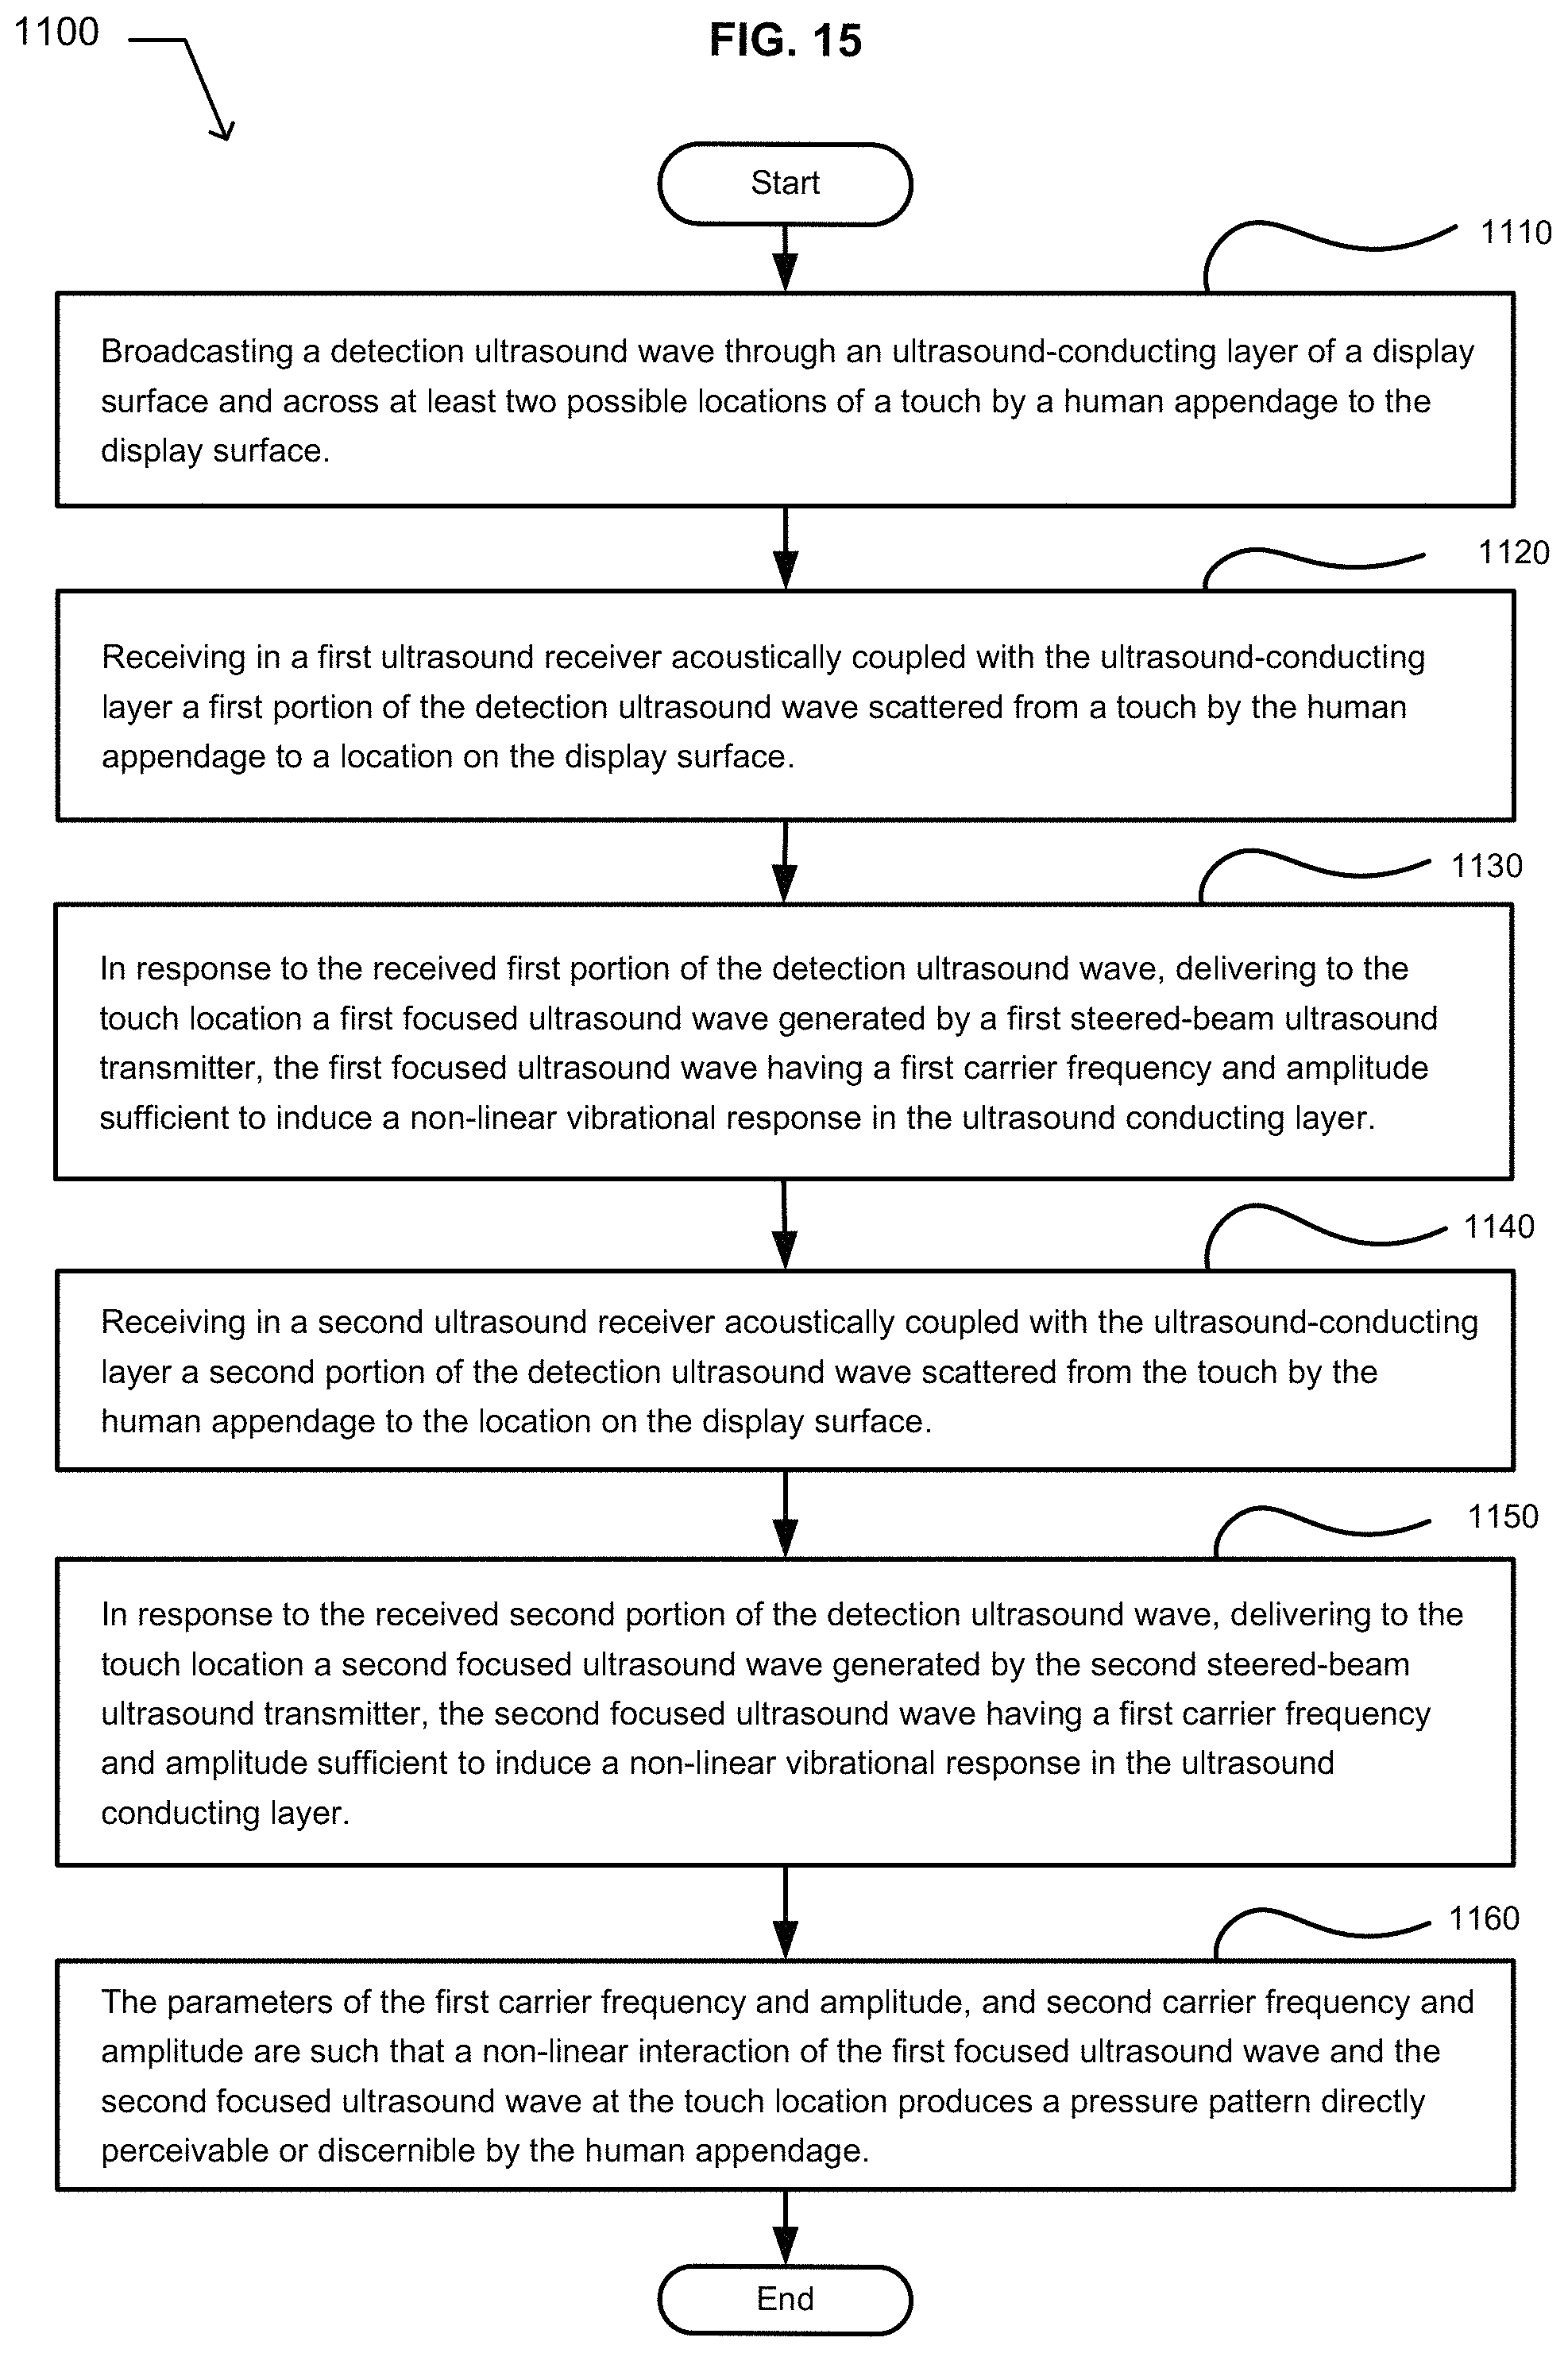 1100
FIG. 15
Start
1110
Broadcasting a detection ultrasound wave through an ultrasound-conducting layer of a display
surface and across at least two possible locations of a touch by a human appendage to the
display surface.
1120
Receiving in a first ultrasound receiver acoustically coupled with the ultrasound-conducting
layer a first portion of the detection ultrasound wave scattered from a touch by the human
appendage to a location on the display surface.
1130
In response to the received first portion of the detection ultrasound wave, delivering to the
touch location a first focused ultrasound wave generated by a first steered-beam ultrasound
transmitter, the first focused ultrasound wave having a first carrier frequency and amplitude
sufficient to induce a non-linear vibrational response in the ultrasound conducting layer.
1140
Receiving in a second ultrasound receiver acoustically coupled with the ultrasound-conducting
layer a second portion of the detection ultrasound wave scattered from the touch by the
human appendage to the location on the display surface.
1150
In response to the received second portion of the detection ultrasound wave, delivering to the
touch location a second focused ultrasound wave generated by the second steered-beam
ultrasound transmitter, the second focused ultrasound wave having a first carrier frequency
and amplitude sufficient to induce a non-linear vibrational response in the ultrasound
conducting layer.
1160
The parameters of the first carrier frequency and amplitude, and second carrier frequency and
amplitude are such that a non-linear interaction of the first focused ultrasound wave and the
second focused ultrasound wave at the touch location produces a pressure pattern directly
perceivable or discernible by the human appendage.
End